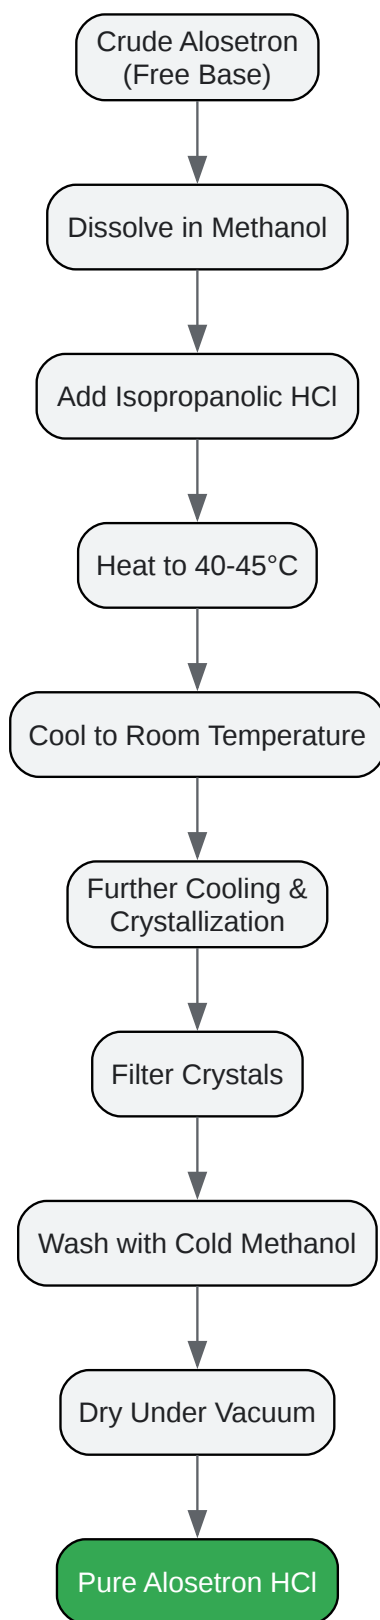 Crude Alosetron
(Free Base)
Dissolve in Methanol
Add Isopropanolic HCl
Heat to 40-45°C
Cool to Room Temperature
Further Cooling &
Crystallization
Filter Crystals
Wash with Cold Methanol
Dry Under Vacuum
Pure Alosetron HCl